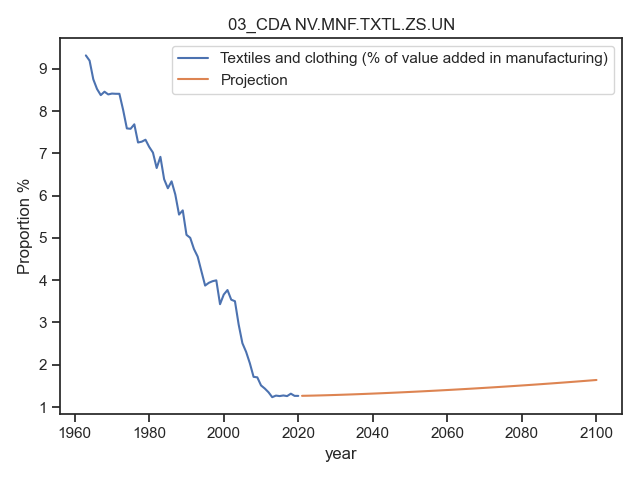 03_CDA NV.MNF.TXTL.ZS.UN
Textiles and clothing (% of value added in manufacturing)
Projection
Proportion %
9
8
7
6
5
4
3
2
1
1960 1980 2000 2020 2040 2060 2080 2100
year